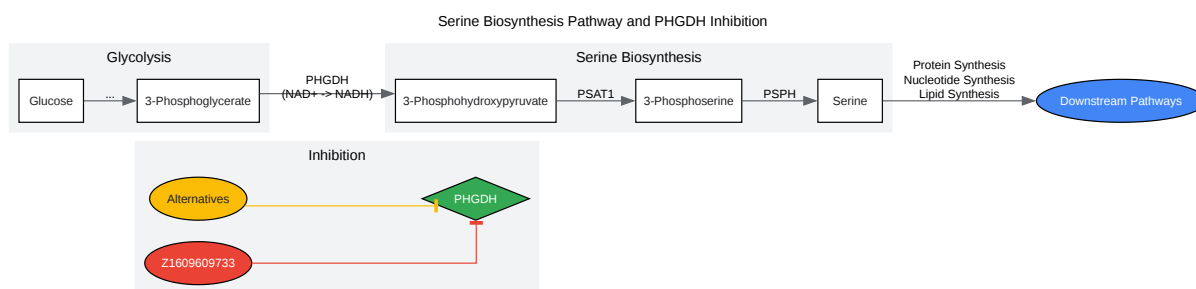 Serine Biosynthesis Pathway and PHGDH Inhibition
Glycolysis
Serine Biosynthesis
Glucose
...
3-Phosphoglycerate
PHGDH
(NAD+ -> NADH)
3-Phosphohydroxypyruvate
PSAT1
3-Phosphoserine
PSPH
Serine
Protein Synthesis
Nucleotide Synthesis
Lipid Synthesis
Downstream Pathways
Inhibition
Alternatives
PHGDH
Z1609609733